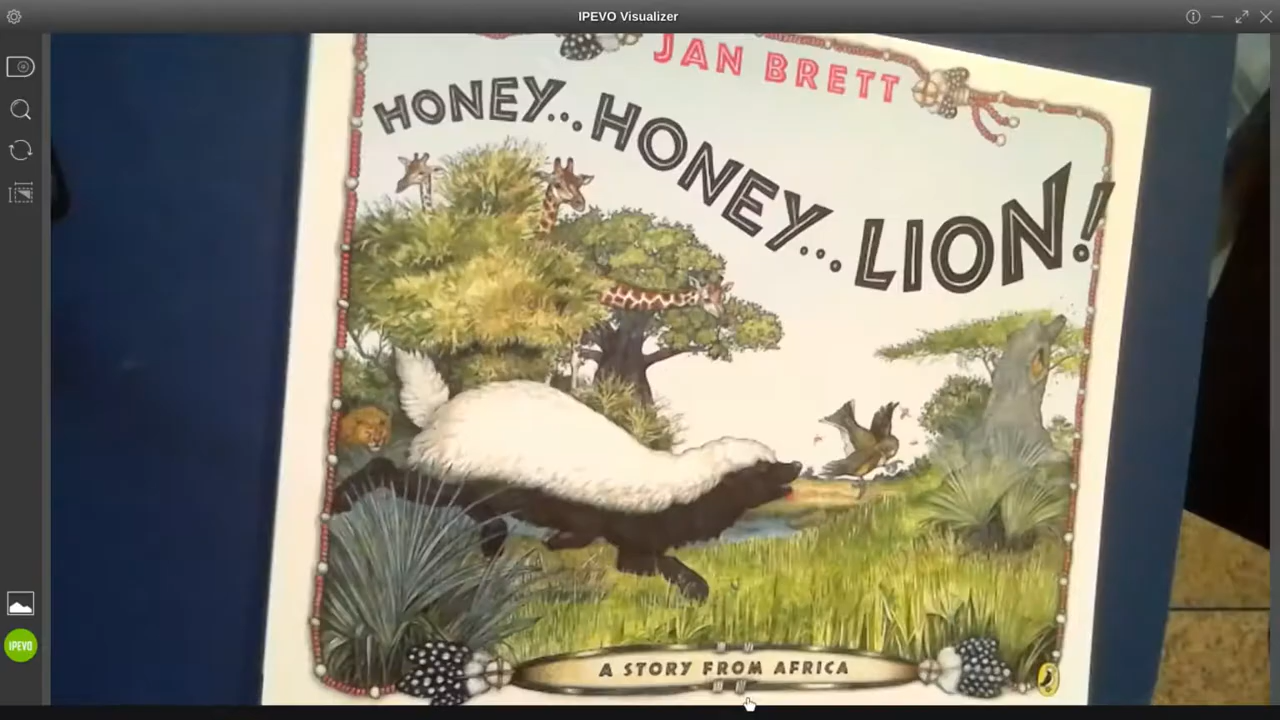 IPEVO Visualizer
JAN BRETT
HONEY...HONEY...LION!
A STORY FROM AFRICA
IPEVO